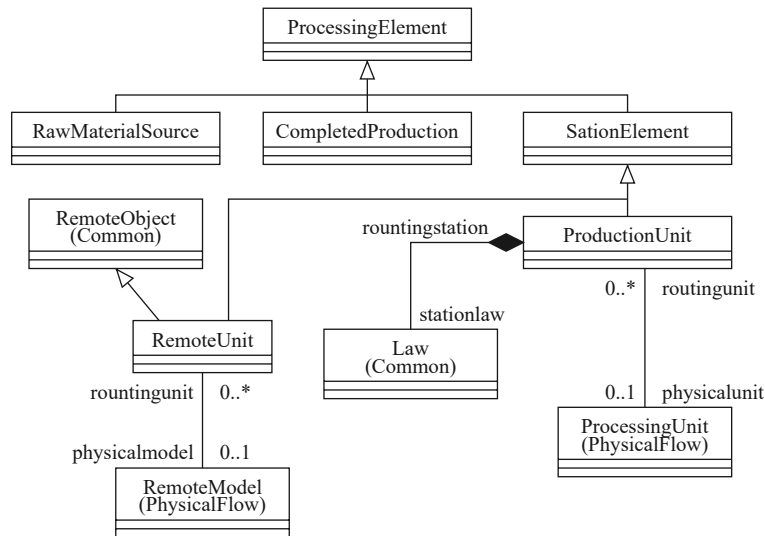 ProcessingElement
RawMaterialSource
CompletedProduction
SationElement
RemoteObject
(Common)
rountingstation
ProductionUnit
0..*
routingunit
stationlaw
RemoteUnit
Law
(Common)
rountingunit
0..*
0..1
physicalunit
ProcessingUnit
(PhysicalFlow)
physicalmodel
0..1
RemoteModel
(PhysicalFlow)